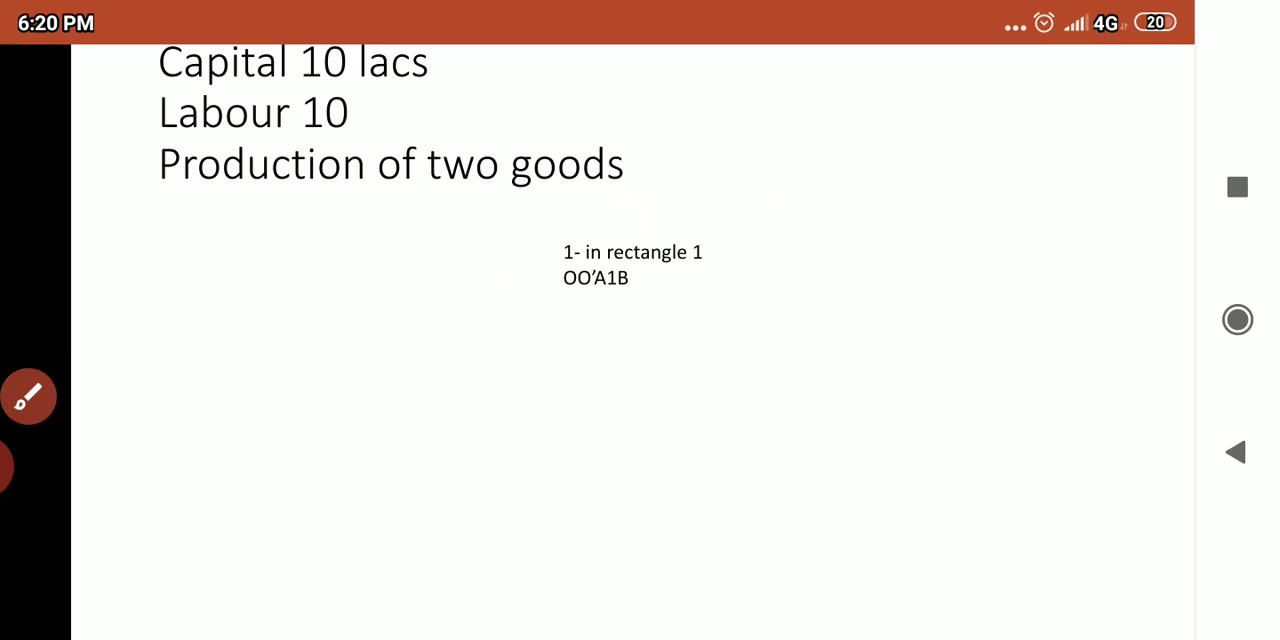 6:20 PM
4G
20
Capital 10 lacs
Labour 10
Production of two goods
1- in rectangle 1
OO’A1B